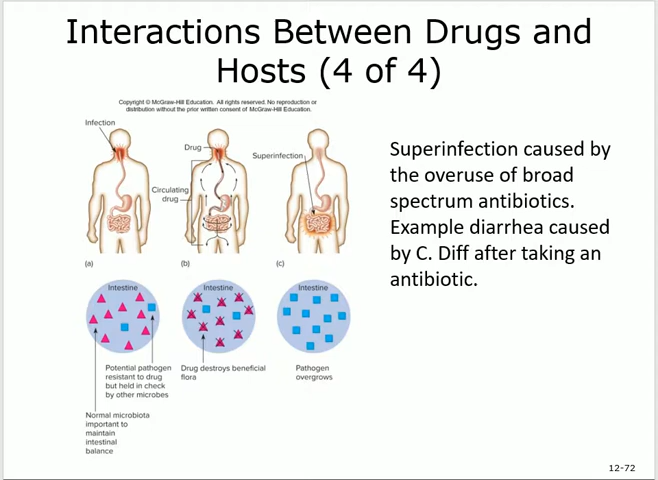 Interactions Between Drugs and
Hosts (4 of 4)
Copyright © McGraw-Hill Education. All rights reserved. No reproduction or
distribution without the prior written consent of McGraw-Hill Education.
Infection
Drug
Circulating
drug
Superinfection
(a)
(b)
(c)
Intestine
Intestine
Intestine
Potential pathogen
resistant to drug
but held in check
by other microbes
Drug destroys beneficial
flora
Pathogen
overgrows
Normal microbiota
important to
maintain
intestinal
balance
Superinfection caused by
the overuse of broad
spectrum antibiotics.
Example diarrhea caused
by C. Diff after taking an
antibiotic.
12-72